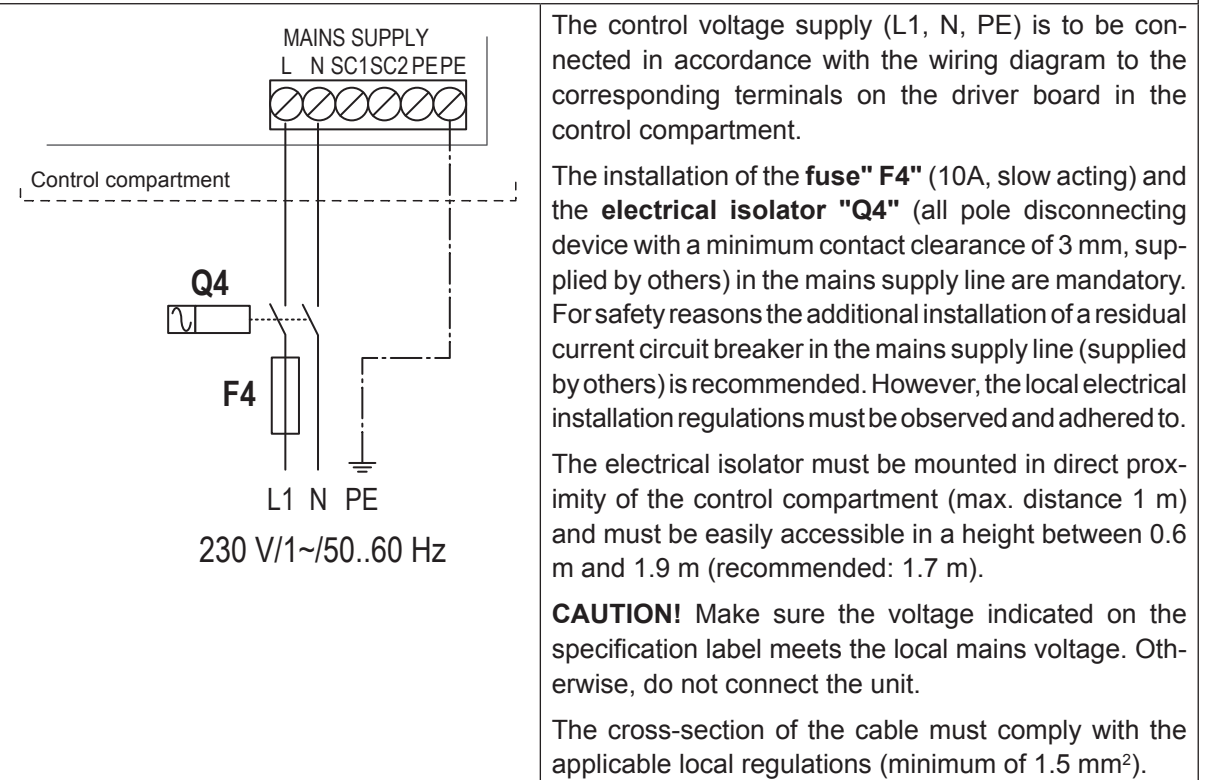 MAINS SUPPLY
L N SC1 SC2 PE PE
Control compartment
Q4
F4
L1 N PE
230 V/1~/50..60 Hz
The control voltage supply (L1, N, PE) is to be con-
nected in accordance with the wiring diagram to the
corresponding terminals on the driver board in the
control compartment.
The installation of the fuse" F4" (10A, slow acting) and
the electrical isolator "Q4" (all pole disconnecting
device with a minimum contact clearance of 3 mm, sup-
plied by others) in the mains supply line are mandatory.
For safety reasons the additional installation of a residual
current circuit breaker in the mains supply line (supplied
by others) is recommended. However, the local electrical
installation regulations must be observed and adhered to.
The electrical isolator must be mounted in direct prox-
imity of the control compartment (max. distance 1 m)
and must be easily accessible in a height between 0.6
m and 1.9 m (recommended: 1.7 m).
CAUTION! Make sure the voltage indicated on the
specification label meets the local mains voltage. Oth-
erwise, do not connect the unit.
The cross-section of the cable must comply with the
applicable local regulations (minimum of 1.5 mm²).